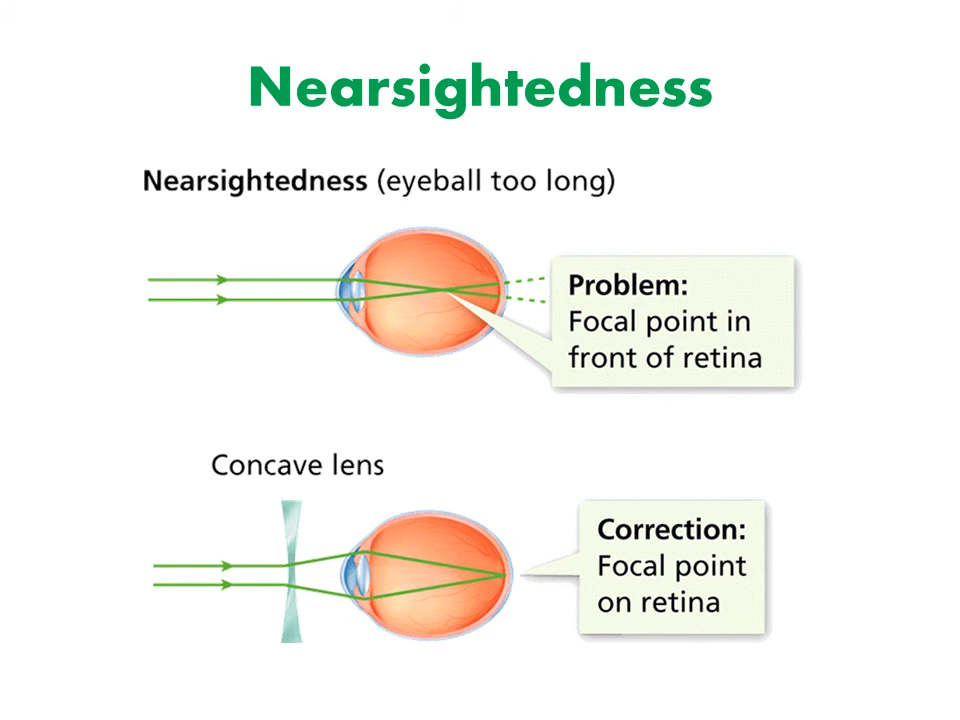 Nearsightedness
Nearsightedness (eyeball too long)
Problem:
Focal point in
front of retina
Concave lens
Correction:
Focal point
on retina